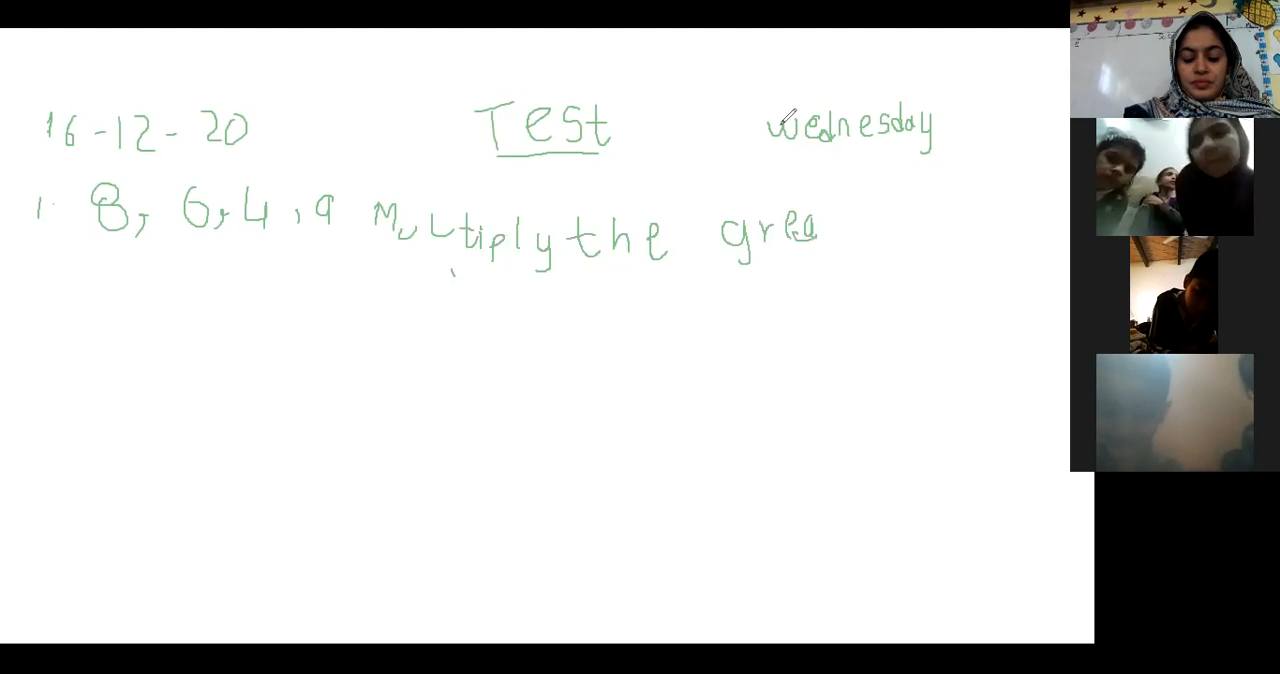 16-12-20 Test Wednesday
1. 8, 6, 4, 9 Multiply the grea